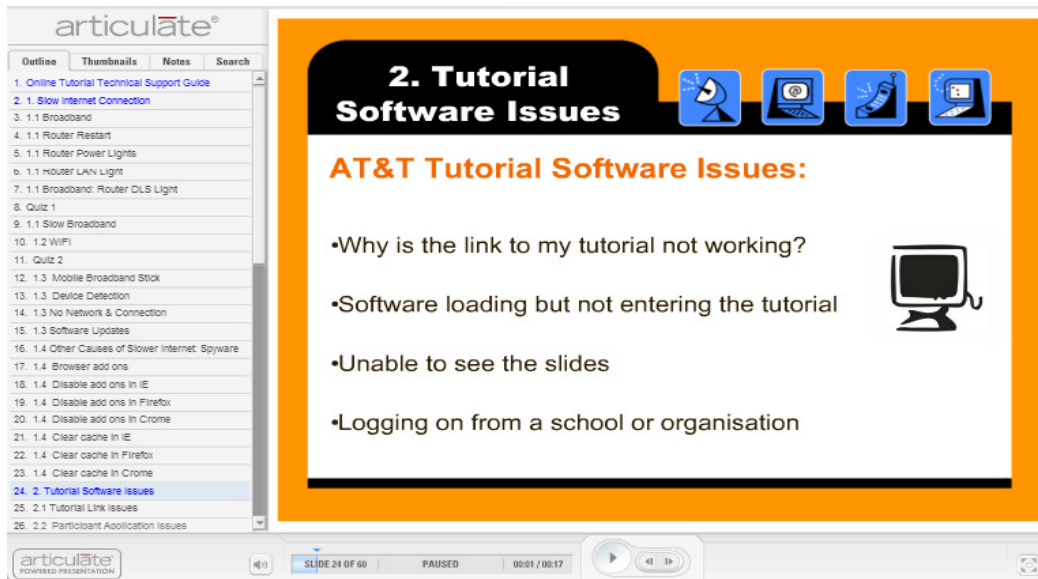 articulāte®
Outline Thumbnails Notes Search
1. Online Tutorial Technical Support Guide
2. 1. Slow Internet Connection
3. 1.1 Broadband
4. 1.1 Router Restart
5. 1.1 Router Power Lights
6. 1.1 Router LAN Light
7. 1.1 Broadband: Router DLS Light
8. Quiz 1
9. 1.1 Slow Broadband
10. 1.2 WIFI
11. Quiz 2
12. 1.3 Mobile Broadband Stick
13. 1.3 Device Detection
14. 1.3 No Network & Connection
15. 1.3 Software Updates
16. 1.4 Other Causes of Slower Internet: Spyware
17. 1.4 Browser add ons
18. 1.4 Disable add ons in IE
19. 1.4 Disable add ons in Firefox
20. 1.4 Disable add ons in Crome
21. 1.4 Clear cache in IE
22. 1.4 Clear cache in Firefox
23. 1.4 Clear cache in Crome
24. 2. Tutorial Software Issues
25. 2.1 Tutorial Link Issues
26. 2.2 Participant Application Issues
2. Tutorial
Software Issues
AT&T Tutorial Software Issues:
•Why is the link to my tutorial not working?
•Software loading but not entering the tutorial
•Unable to see the slides
•Logging on from a school or organisation
articulāte
POWERED PRESENTATION
SLIDE 24 OF 60 PAUSED 00:01 / 00:17